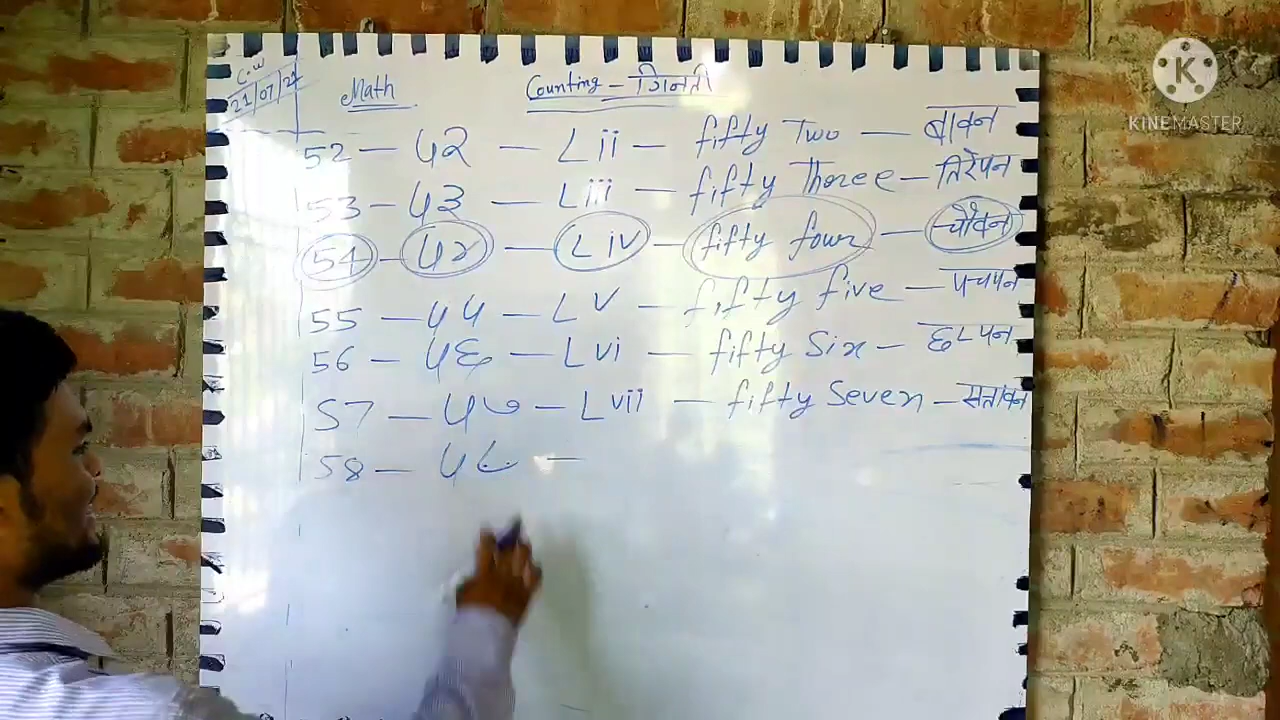 C.W
21/07/21
Math
Counting - गिनती
52 - ५२ - Lii - fifty Two - बावन
53 - ५३ - Liii - fifty Three - तिरेपन
54 - ५४ - Liv - fifty four - चौवन
55 - ५५ - LV - fifty five - पचपन
56 - ५६ - Lvi - fifty Six - छप्पन
57 - ५७ - Lvii - fifty Seven - सतावन
58 - ५८ -
KINEMASTER